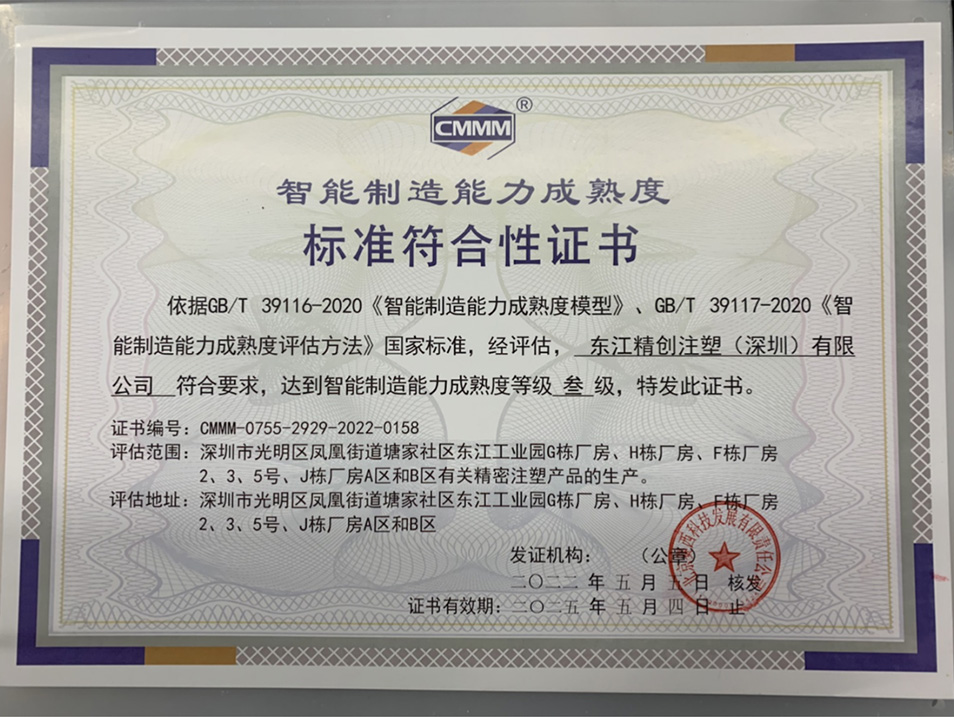 CMMM®
智能制造能力成熟度
标准符合性证书
依据GB/T 39116-2020《智能制造能力成熟度模型》、GB/T 39117-2020《智
能制造能力成熟度评估方法》国家标准，经评估， 东江精创注塑（深圳）有限
公司 符合要求，达到智能制造能力成熟度等级 叁 级，特发此证书。
证书编号：CMMM-0755-2929-2022-0158
评估范围：深圳市光明区凤凰街道塘家社区东江工业园G栋厂房、H栋厂房、F栋厂房
2、3、5号、J栋厂房A区和B区有关精密注塑产品的生产。
评估地址：深圳市光明区凤凰街道塘家社区东江工业园G栋厂房、H栋厂房、F栋厂房
2、3、5号、J栋厂房A区和B区
发证机构： （公章）
二〇二二 年 五 月 五 日 核发
证书有效期：二〇二五 年 五 月 四 日 止
科技发展有限责任公